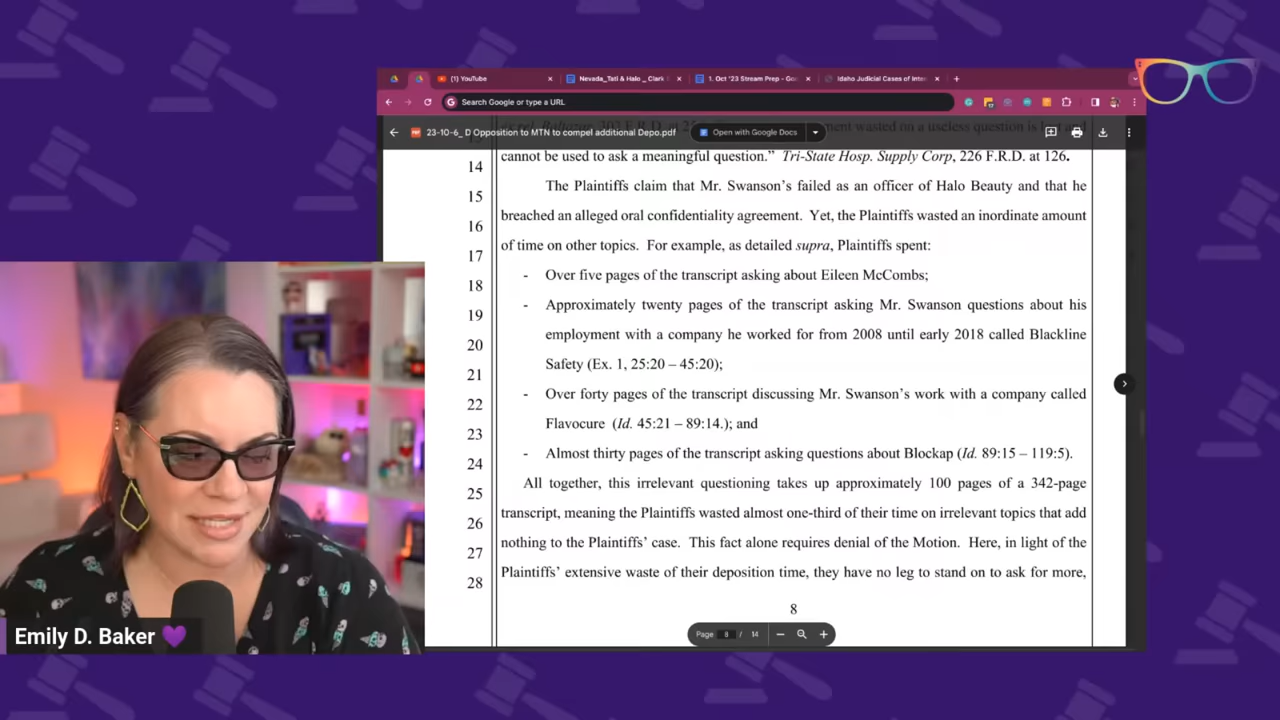 (1) YouTube
Nevada_Tati & Halo _ Clark
1. Oct '23 Stream Prep - Go
Idaho Judicial Cases of Inte
Search Google or type a URL
23-10-6_ D Opposition to MTN to compel additional Depo.pdf
Open with Google Docs
14 cannot be used to ask a meaningful question." Tri-State Hosp. Supply Corp, 226 F.R.D. at 126.
15 The Plaintiffs claim that Mr. Swanson's failed as an officer of Halo Beauty and that he
16 breached an alleged oral confidentiality agreement. Yet, the Plaintiffs wasted an inordinate amount
17 of time on other topics. For example, as detailed supra, Plaintiffs spent:
18 - Over five pages of the transcript asking about Eileen McCombs;
19 - Approximately twenty pages of the transcript asking Mr. Swanson questions about his
20 employment with a company he worked for from 2008 until early 2018 called Blackline
21 Safety (Ex. 1, 25:20 – 45:20);
22 - Over forty pages of the transcript discussing Mr. Swanson's work with a company called
23 Flavocure (Id. 45:21 – 89:14.); and
24 - Almost thirty pages of the transcript asking questions about Blockap (Id. 89:15 – 119:5).
25 All together, this irrelevant questioning takes up approximately 100 pages of a 342-page
26 transcript, meaning the Plaintiffs wasted almost one-third of their time on irrelevant topics that add
27 nothing to the Plaintiffs' case. This fact alone requires denial of the Motion. Here, in light of the
28 Plaintiffs' extensive waste of their deposition time, they have no leg to stand on to ask for more,
8
Page 8 / 14
Emily D. Baker 💜